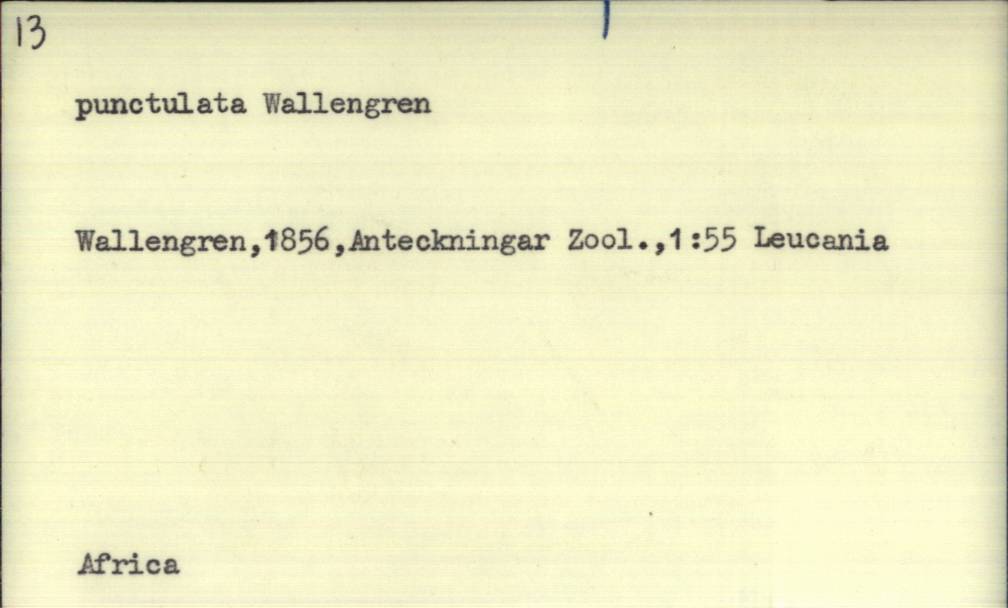 13
punctulata Wallengren
Wallengren,1856,Anteckningar Zool.,1:55 Leucania
Africa